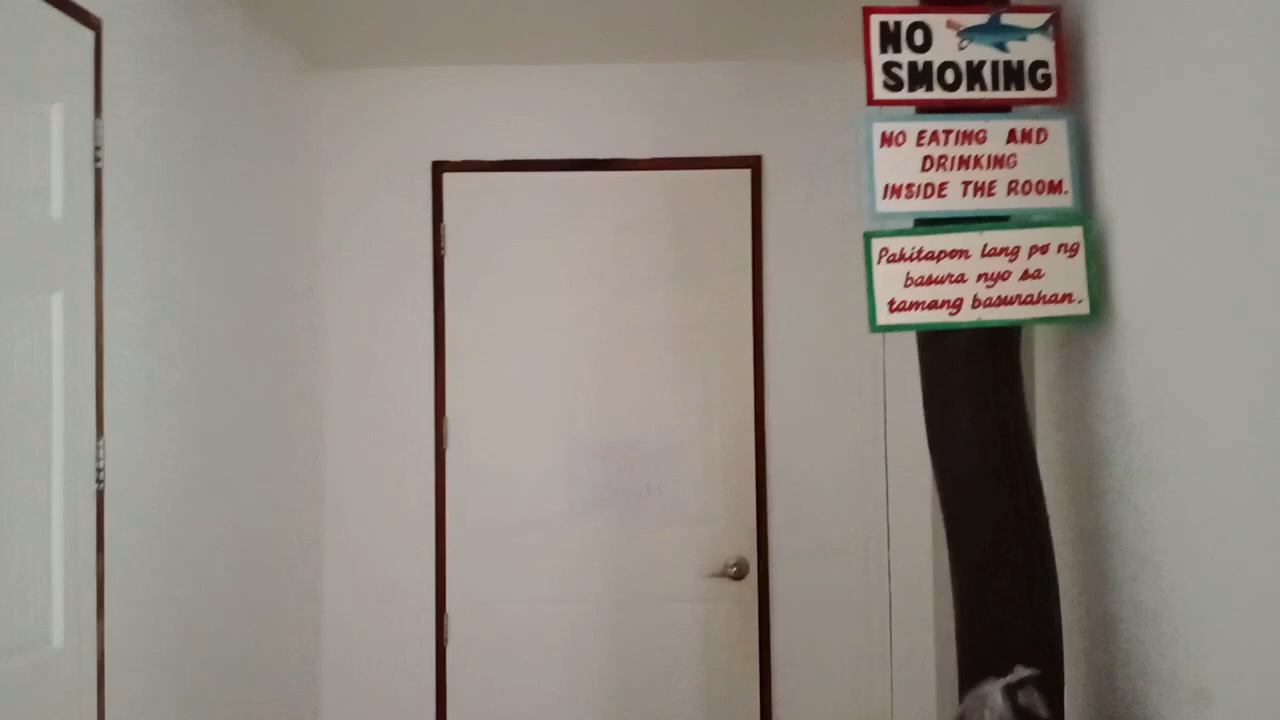 NO
SMOKING
NO EATING AND
DRINKING
INSIDE THE ROOM.
Pakitapon lang po ng
basura nyo sa
tamang basurahan.